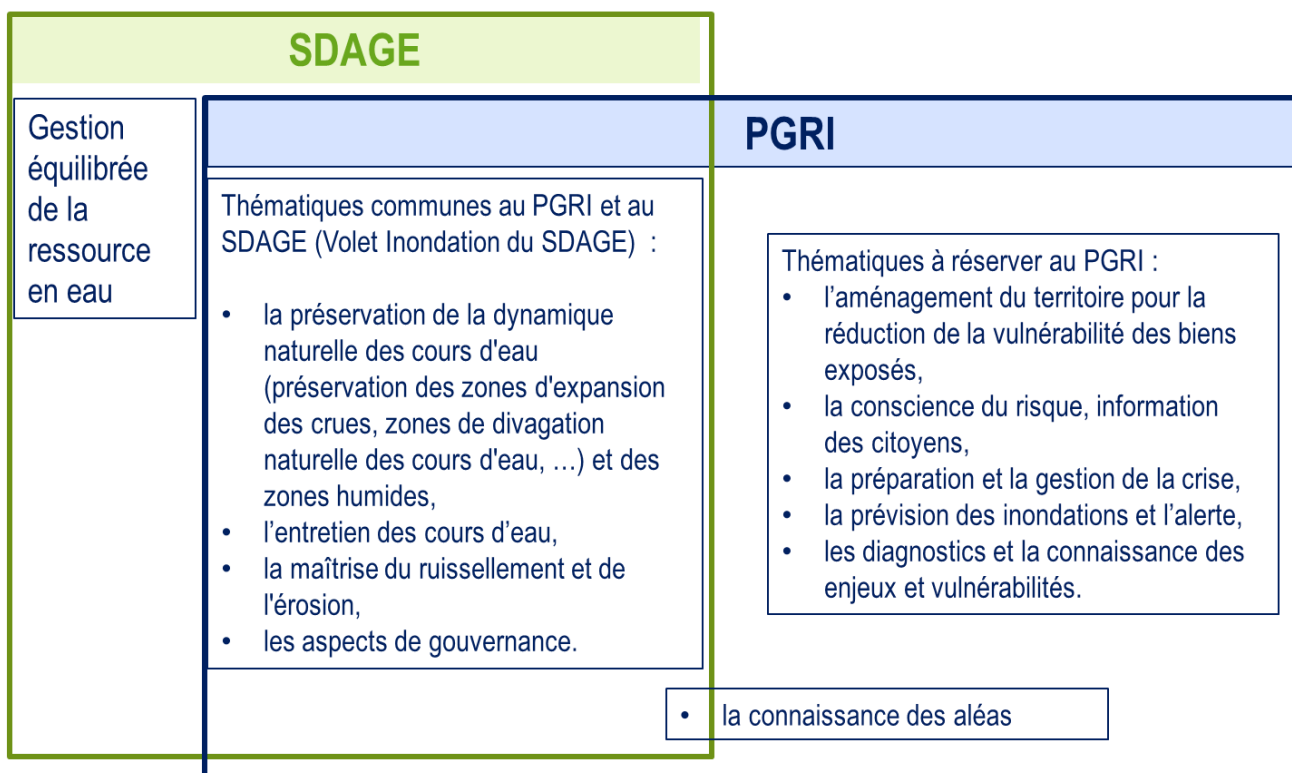 SDAGE
Gestion
équilibrée
de la
ressource
en eau
PGRI
Thématiques communes au PGRI et au
SDAGE (Volet Inondation du SDAGE)  :
• la préservation de la dynamique
naturelle des cours d'eau
(préservation des zones d'expansion
des crues, zones de divagation
naturelle des cours d'eau, …) et des
zones humides,
• l’entretien des cours d’eau,
• la maîtrise du ruissellement et de
l'érosion,
• les aspects de gouvernance.
Thématiques à réserver au PGRI :
• l’aménagement du territoire pour la
réduction de la vulnérabilité des biens
exposés,
• la conscience du risque, information
des citoyens,
• la préparation et la gestion de la crise,
• la prévision des inondations et l’alerte,
• les diagnostics et la connaissance des
enjeux et vulnérabilités.
• la connaissance des aléas